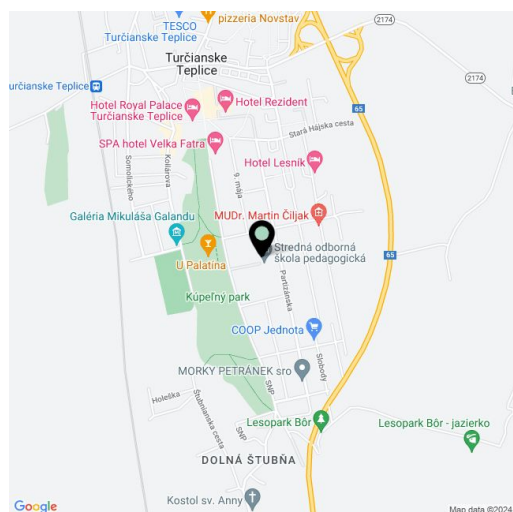 pizzeria Novstav
TESCO
Turčianske Teplice
2174
Turčianske
Teplice
2174
určianske Teplice
Hotel Royal Palace
Turčianske Teplice
Hotel Rezident
65
Stará Hájska cesta
SPA hotel Velka Fatra
Hotel Lesník
Somolického
Kollárova
9. mája
Galéria Mikuláša Galandu
MUDr. Martin Čiljak
U Palatína
Stredná odborná
škola pedagogická
65
Partizánska
Kúpeľný park
COOP Jednota
MORKY PETRÁNEK sro
Slobody
SNP
Holeška
Štubnianska cesta
SNP
Lesopark Bôr
Lesopark Bôr - jazierko
DOLNÁ ŠTUBŇA
Kostol sv. Anny
Google
Map data ©2024